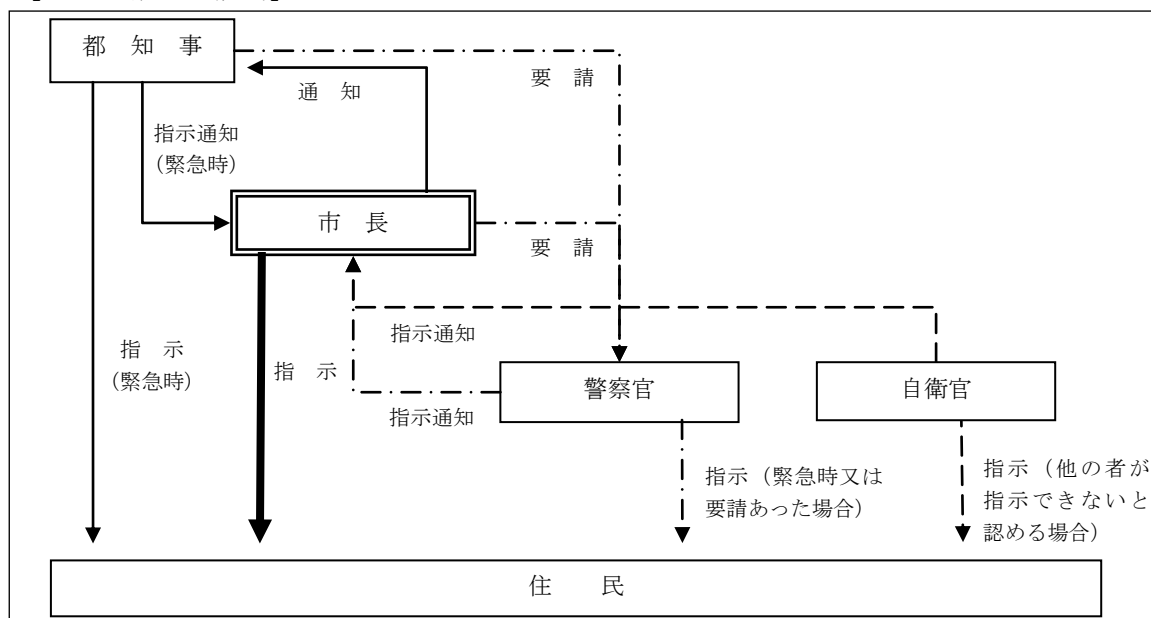 都 知 事
要 請
通 知
指示通知
(緊急時)
市 長
要 請
指示通知
指 示
(緊急時)
指 示
警察官
自衛官
指示通知
指示(緊急時又は
要請あった場合)
指示(他の者が
指示できないと
認める場合)
住 民